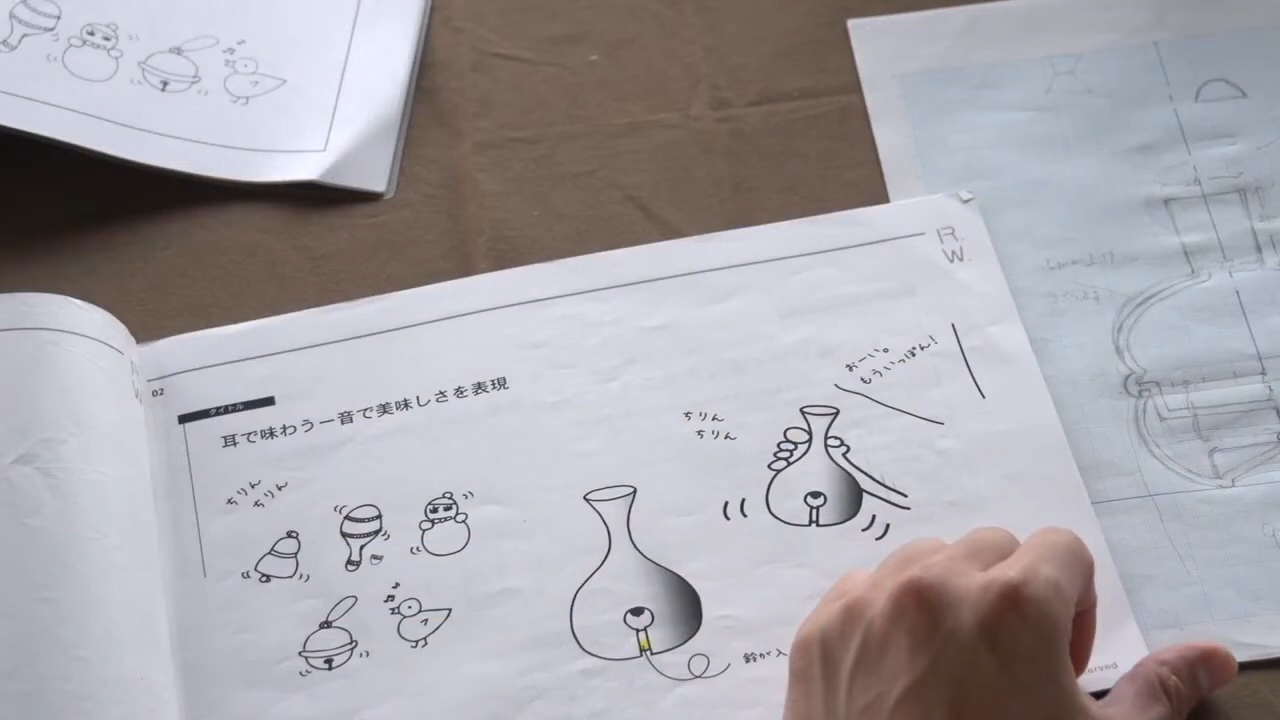 R.
W.
02
タイトル
耳で味わうー音で美味しさを表現
おーい。
もういっぽん!
ちりん
ちりん
ちりん
ちりん
鈴が入
erved